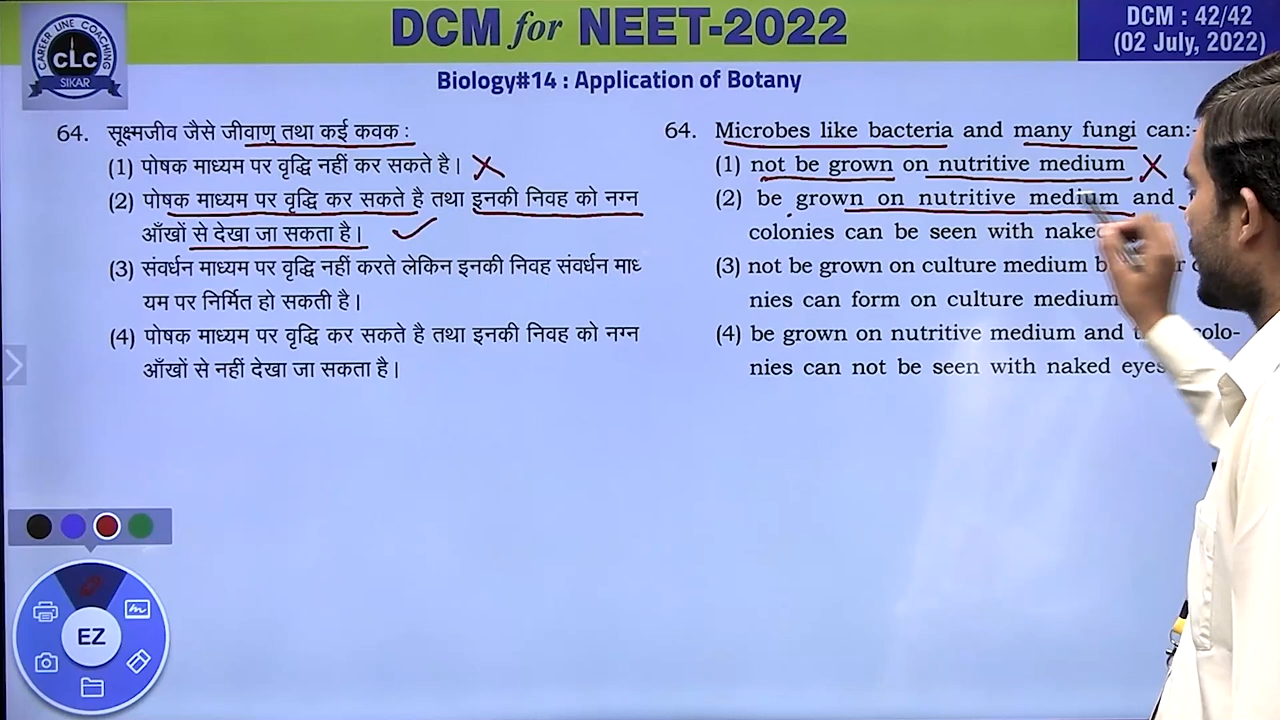 DCM for NEET-2022
DCM : 42/42
(02 July, 2022)
CAREER LINE COACHING
CLC
SIKAR
Biology#14 : Application of Botany
64. सूक्ष्मजीव जैसे जीवाणु तथा कई कवक :
(1) पोषक माध्यम पर वृद्धि नहीं कर सकते है।
(2) पोषक माध्यम पर वृद्धि कर सकते है तथा इनकी निवह को नग्न
आँखों से देखा जा सकता है।
(3) संवर्धन माध्यम पर वृद्धि नहीं करते लेकिन इनकी निवह संवर्धन माध्
यम पर निर्मित हो सकती है।
(4) पोषक माध्यम पर वृद्धि कर सकते है तथा इनकी निवह को नग्न
आँखों से नहीं देखा जा सकता है।
64. Microbes like bacteria and many fungi can:-
(1) not be grown on nutritive medium
(2) be grown on nutritive medium and
colonies can be seen with naked
(3) not be grown on culture medium
nies can form on culture medium
(4) be grown on nutritive medium and colo-
nies can not be seen with naked eyes
EZ